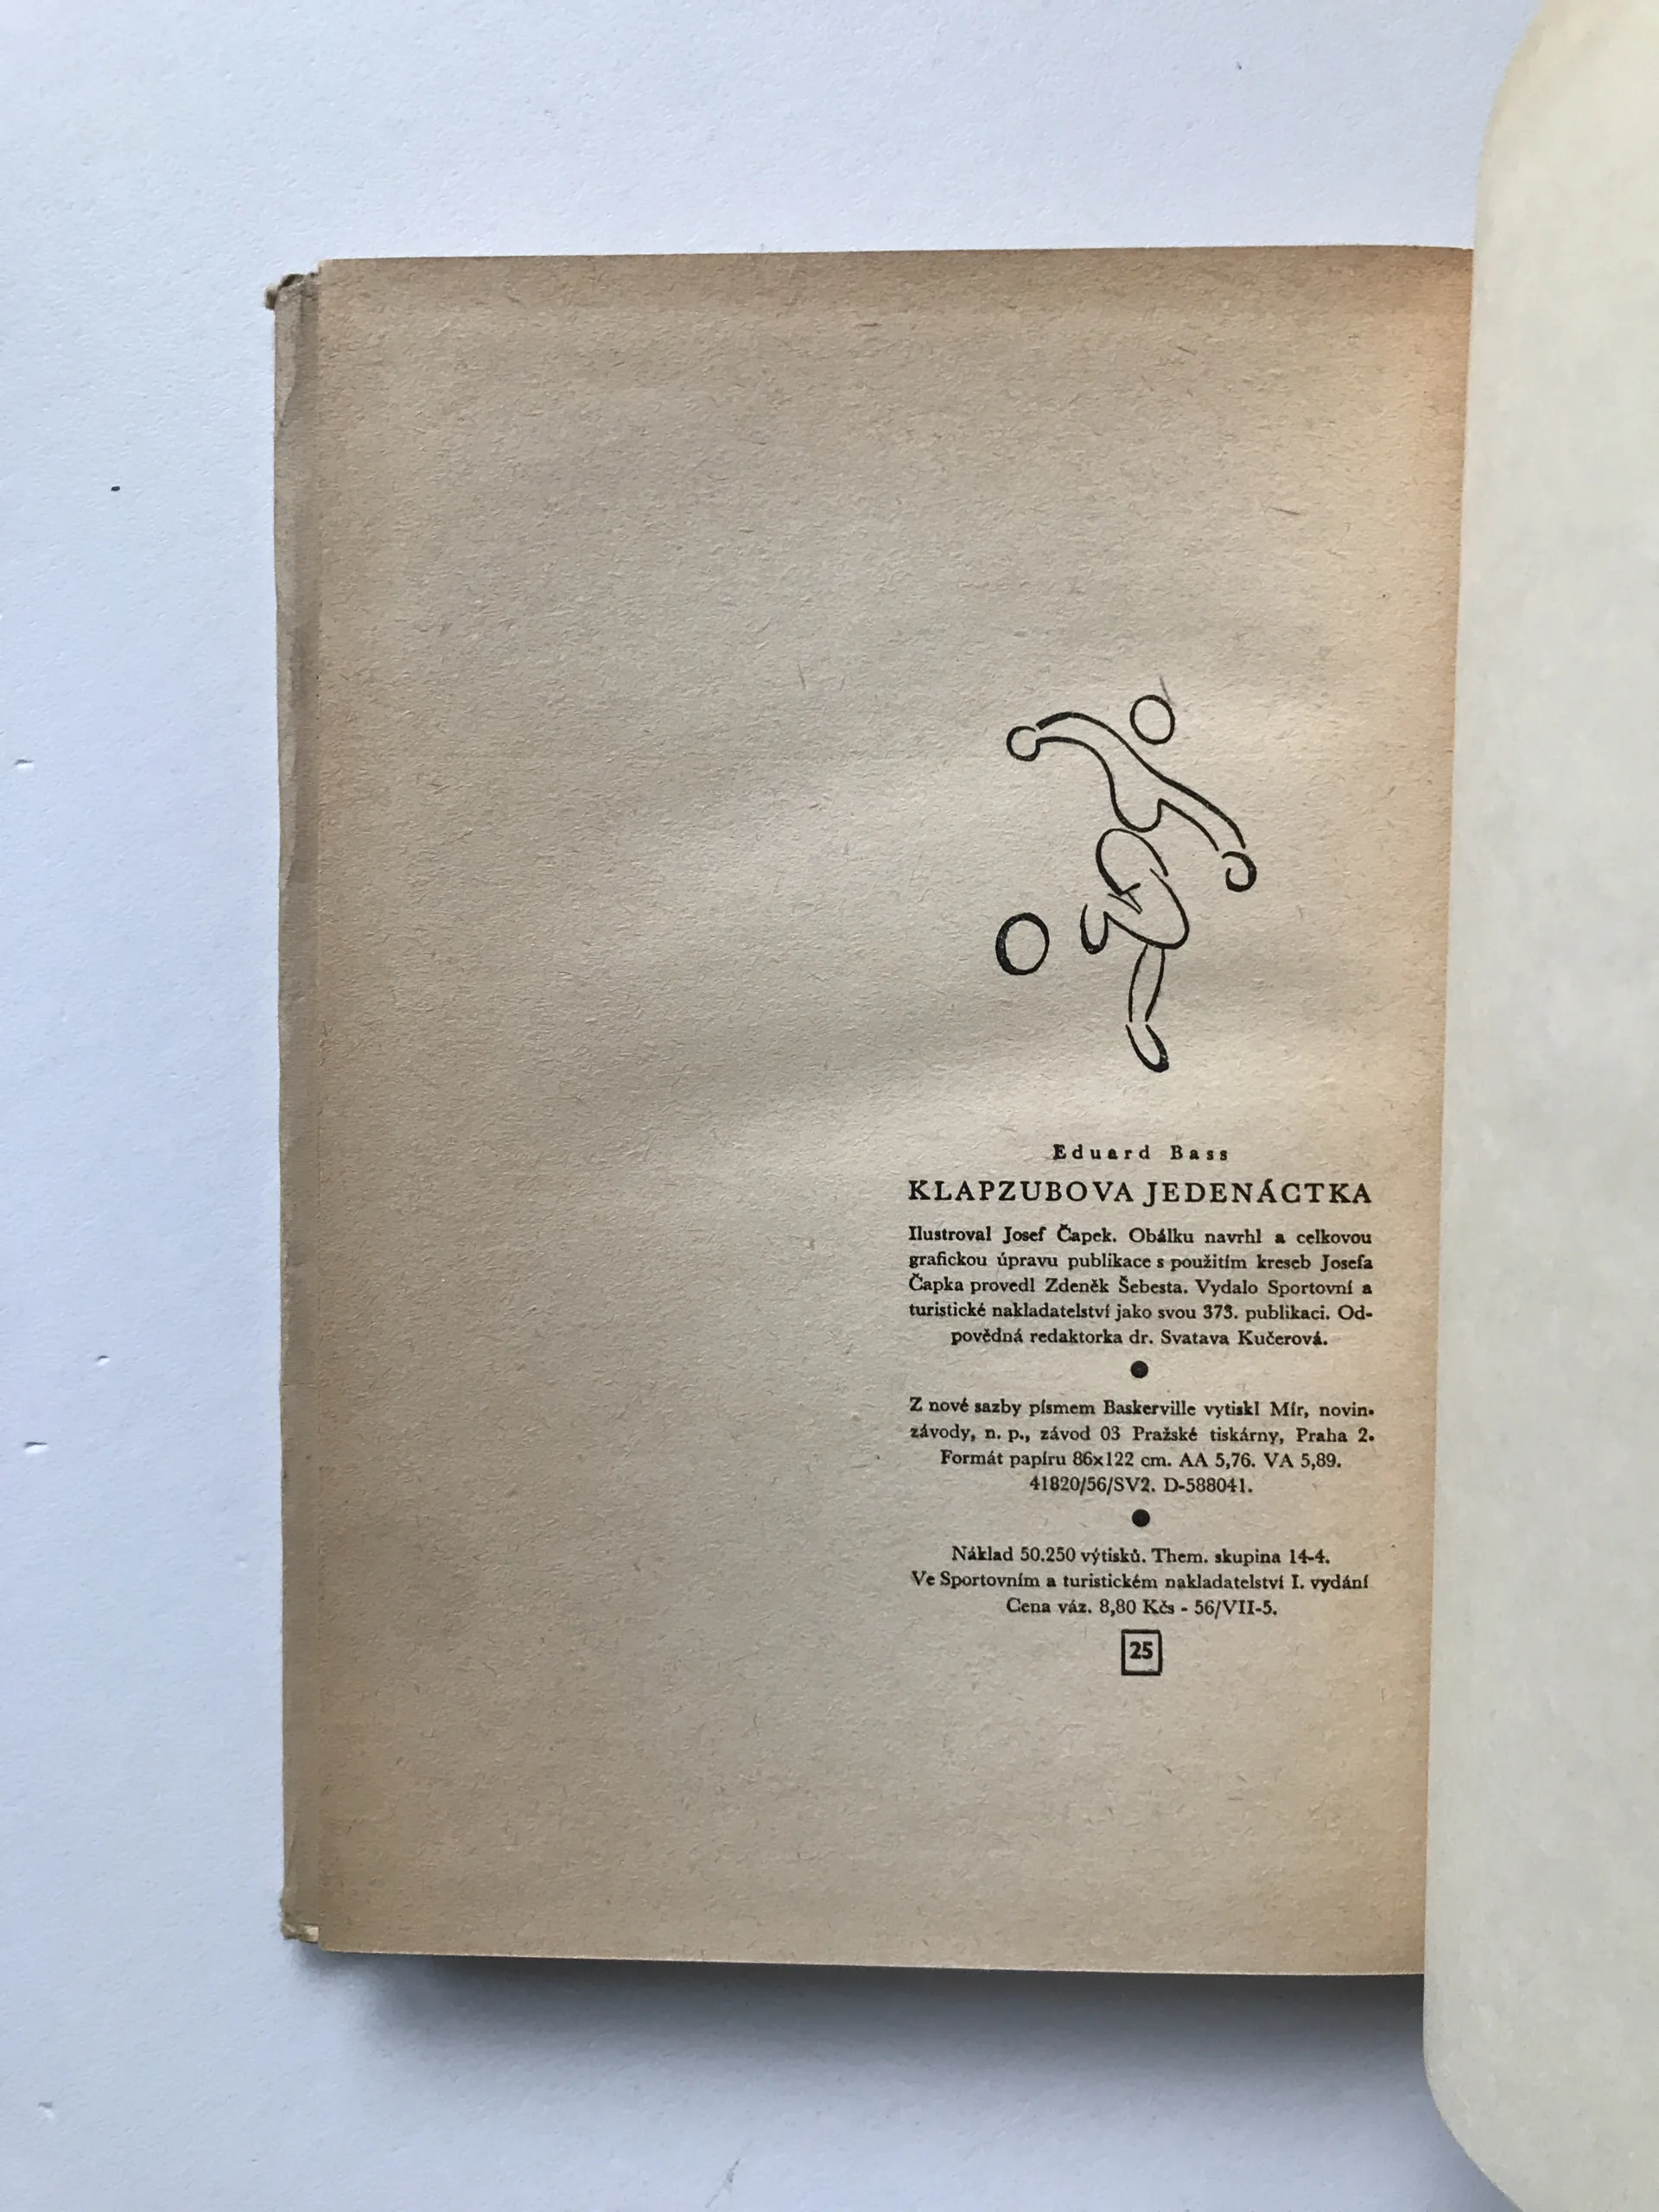 Eduard Bass
KLAPZUBOVA JEDENÁCTKA
Ilustroval Josef Čapek. Obálku navrhl a celkovou
grafickou úpravu publikace s použitím kreseb Josefa
Čapka provedl Zdeněk Šebesta. Vydalo Sportovní a
turistické nakladatelství jako svou 373. publikaci. Od-
povědná redaktorka dr. Svatava Kučerová.
●
Z nové sazby písmem Baskerville vytiskl Mír, novin.
závody, n. p., závod 03 Pražské tiskárny, Praha 2.
Formát papíru 86x122 cm. AA 5,76. VA 5,89.
41820/56/SV2. D-588041.
●
Náklad 50.250 výtisků. Them. skupina 14-4.
Ve Sportovním a turistickém nakladatelství I. vydání
Cena váz. 8,80 Kčs - 56/VII-5.
25